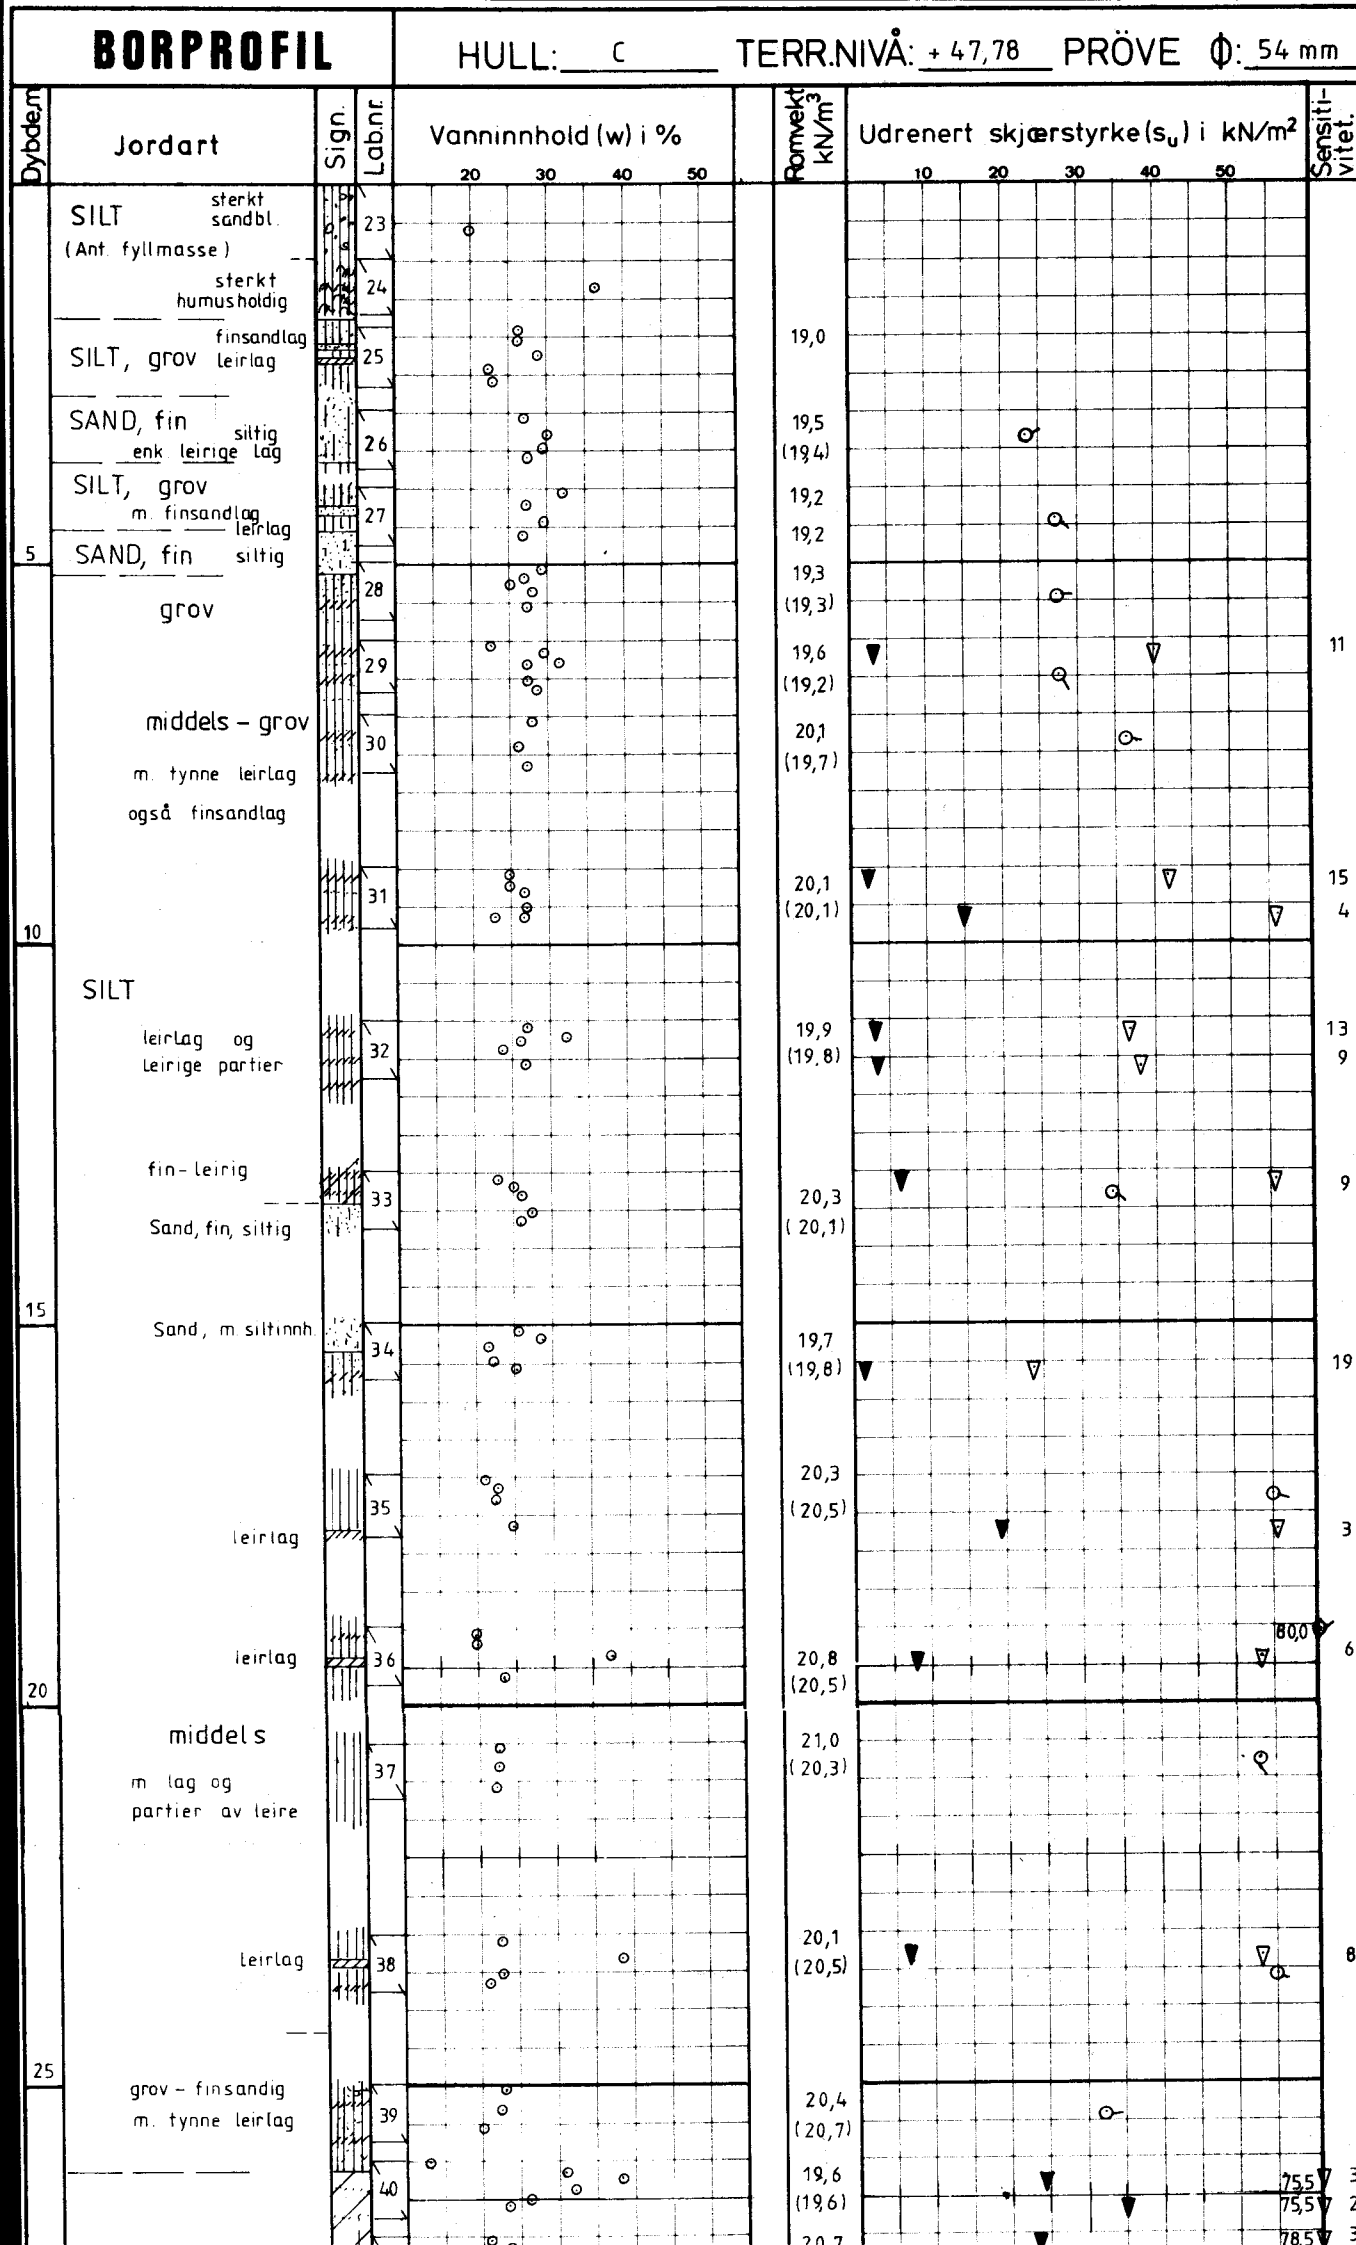 BORPROFIL HULL: C TERR.NIVÅ: +47,78 PRÖVE Φ: 54 mm
Dybde,m Jordart Sign. Lab.nr. Vanninnhold (w) i % Romvekt kN/m³ Udrenert skjærstyrke (su) i kN/m² Sensiti-vitet.
20 30 40 50 10 20 30 40 50
SILT sterkt sandbl. 23
(Ant. fyllmasse)
sterkt 24
humusholdig
finsandlag 19,0
SILT, grov leirlag 25
SAND, fin siltig 19,5
enk. leirige lag 26 (19,4)
SILT, grov 19,2
m. finsandlag 27
leirlag 19,2
5 SAND, fin siltig
19,3
28
grov (19,3)
19,6 11
29
(19,2)
middels - grov 20,1
30
m. tynne leirlag (19,7)
også finsandlag
20,1 15
31
(20,1) 4
10
SILT
leirlag og 19,9 13
32
leirige partier (19,8) 9
fin-leirig 9
33 20,3
Sand, fin, siltig (20,1)
15
Sand, m. siltinnh. 19,7
34 (19,8) 19
20,3
35 (20,5)
leirlag 3
80,0
leirlag 36 20,8 6
(20,5)
20
middels 21,0
37 (20,3)
m lag og
partier av leire
20,1
leirlag 38 (20,5) 8
25
grov - finsandig 20,4
39
m. tynne leirlag (20,7)
19,6 75,5 3
40
(19,6) 75,5 2
20,7 78,5 3